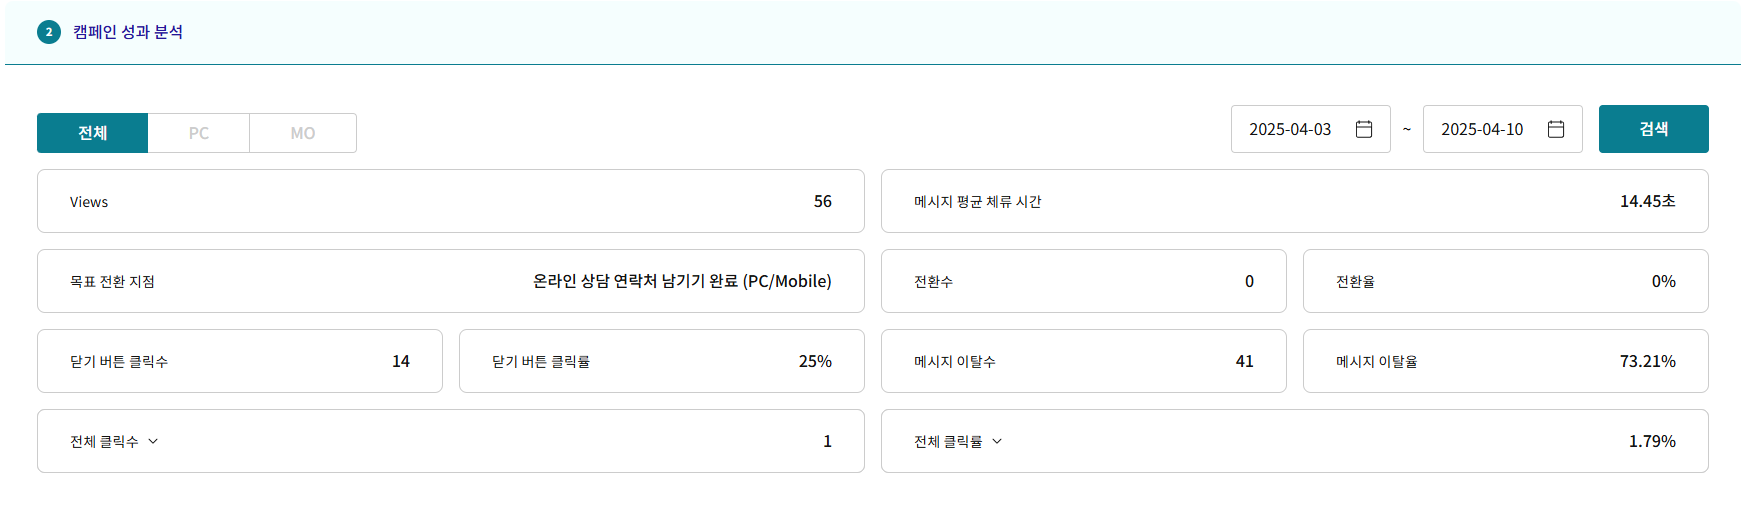 2 캠페인 성과 분석
전체 PC MO 2025-04-03 ~ 2025-04-10 검색
Views 56 메시지 평균 체류 시간 14.45초
목표 전환 지점 온라인 상담 연락처 남기기 완료 (PC/Mobile) 전환수 0 전환율 0%
닫기 버튼 클릭수 14 닫기 버튼 클릭률 25% 메시지 이탈수 41 메시지 이탈율 73.21%
전체 클릭수 1 전체 클릭률 1.79%